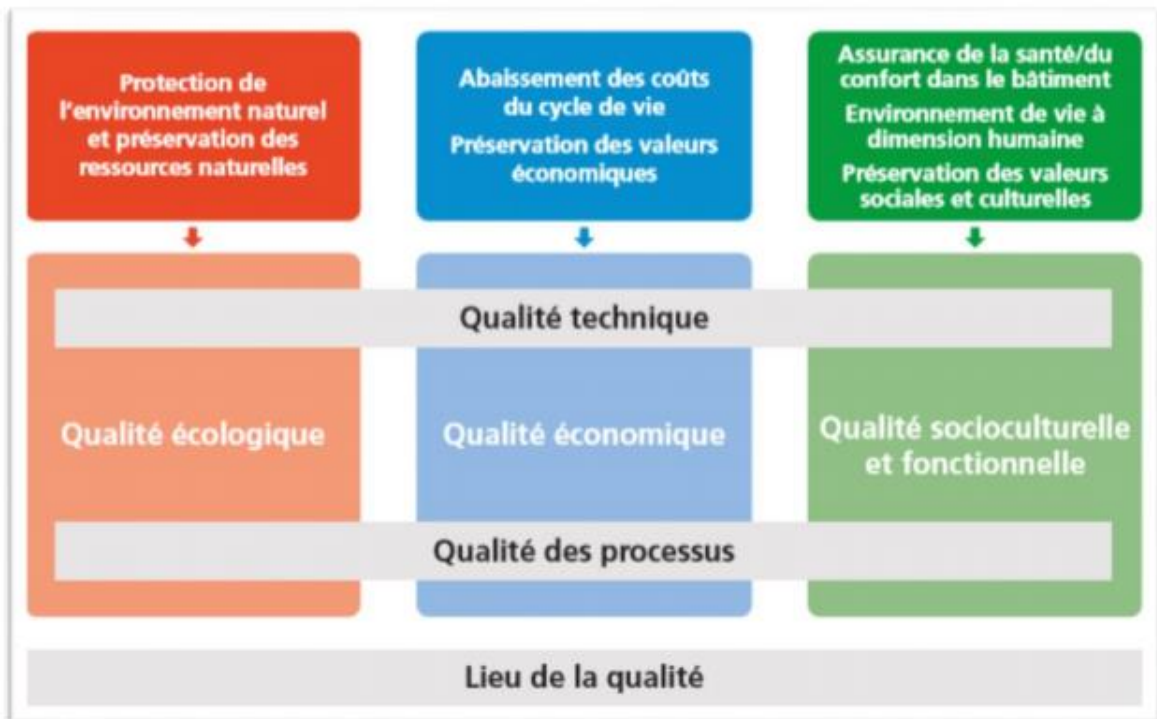 Protection de
l'environnement naturel
et préservation des
ressources naturelles
Abaissement des coûts
du cycle de vie
Préservation des valeurs
économiques
Assurance de la santé/du
confort dans le bâtiment
Environnement de vie à
dimension humaine
Préservation des valeurs
sociales et culturelles
Qualité technique
Qualité écologique
Qualité économique
Qualité socioculturelle
et fonctionnelle
Qualité des processus
Lieu de la qualité